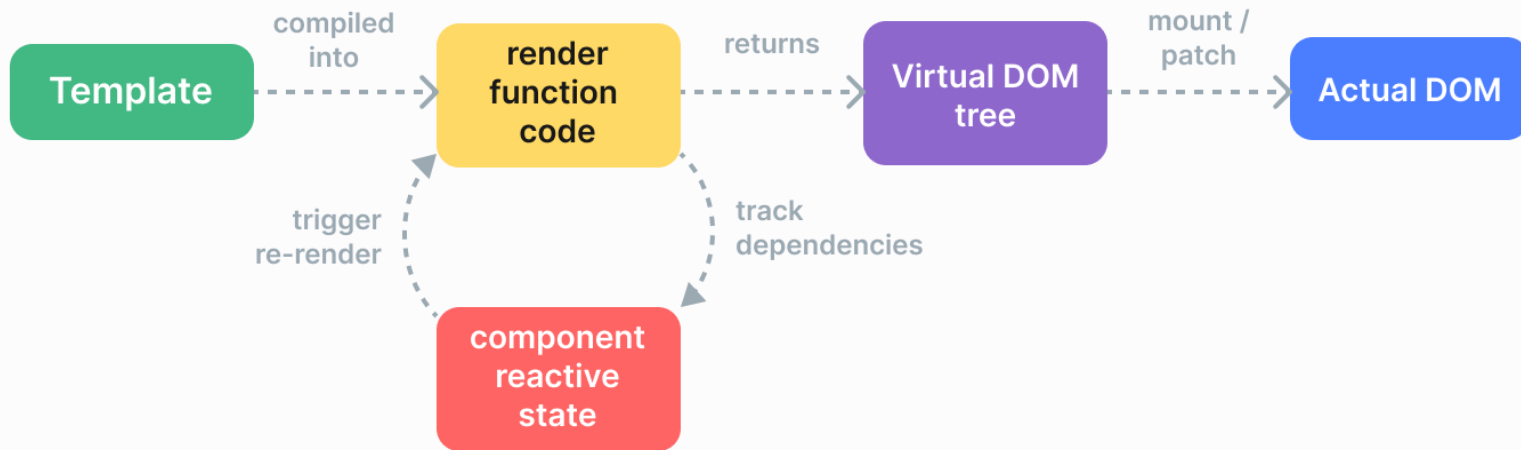 compiled
into
mount /
patch
Template
render
function
code
returns
Virtual DOM
tree
Actual DOM
trigger
re-render
track
dependencies
component
reactive
state